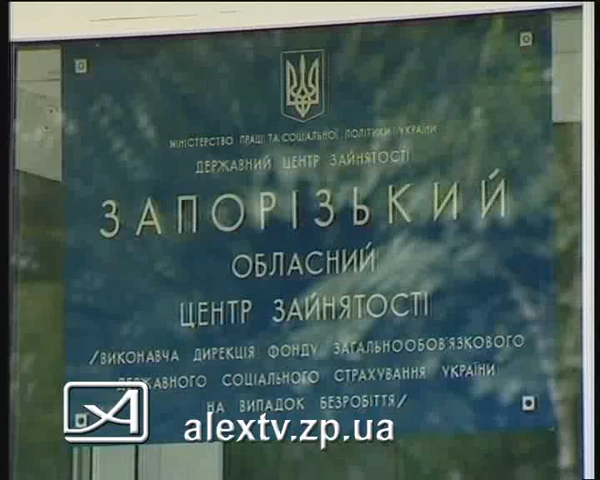 МІНІСТЕРСТВО ПРАЦІ ТА СОЦІАЛЬНОЇ ПОЛІТИКИ УКРАЇНИ
ДЕРЖАВНИЙ ЦЕНТР ЗАЙНЯТОСТІ
ЗАПОРІЗЬКИЙ
ОБЛАСНИЙ
ЦЕНТР ЗАЙНЯТОСТІ
/ВИКОНАВЧА ДИРЕКЦІЯ ФОНДУ ЗАГАЛЬНООБОВ'ЯЗКОВОГО
ДЕРЖАВНОГО СОЦІАЛЬНОГО СТРАХУВАННЯ УКРАЇНИ
НА ВИПАДОК БЕЗРОБІТТЯ/
alextv.zp.ua